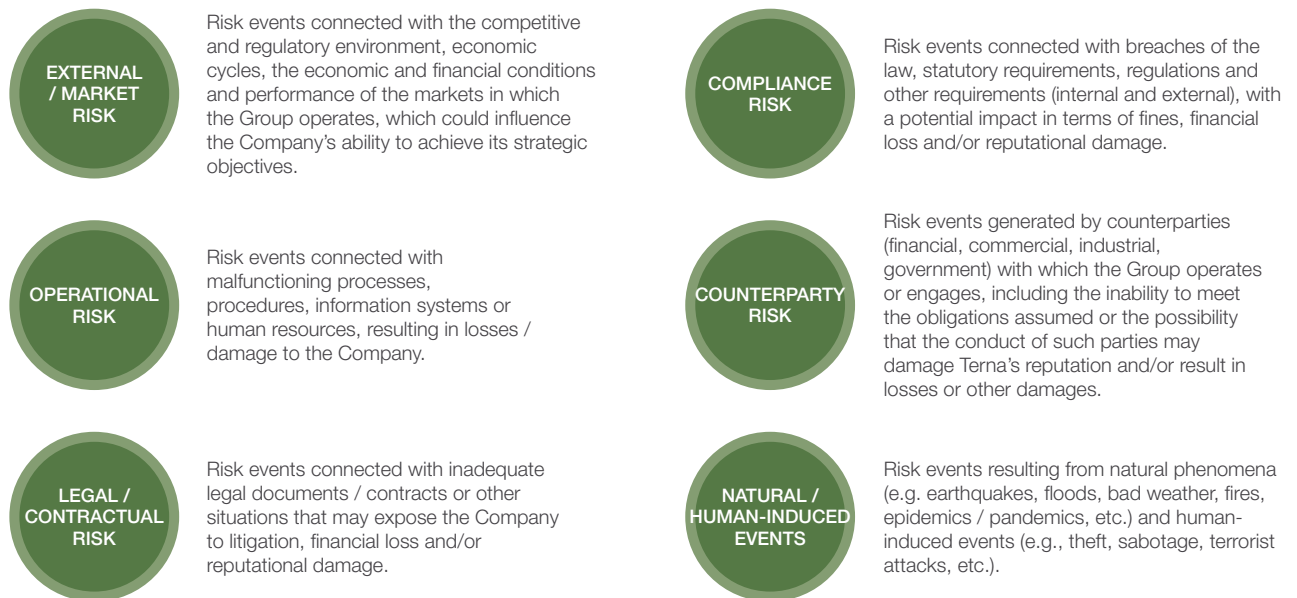 EXTERNAL
/ MARKET
RISK
Risk events connected with the competitive
and regulatory environment, economic
cycles, the economic and financial conditions
and performance of the markets in which
the Group operates, which could influence
the Company's ability to achieve its strategic
objectives.
COMPLIANCE
RISK
Risk events connected with breaches of the
law, statutory requirements, regulations and
other requirements (internal and external), with
a potential impact in terms of fines, financial
loss and/or reputational damage.
OPERATIONAL
RISK
Risk events connected with
malfunctioning processes,
procedures, information systems or
human resources, resulting in losses /
damage to the Company.
COUNTERPARTY
RISK
Risk events generated by counterparties
(financial, commercial, industrial,
government) with which the Group operates
or engages, including the inability to meet
the obligations assumed or the possibility
that the conduct of such parties may
damage Terna's reputation and/or result in
losses or other damages.
LEGAL /
CONTRACTUAL
RISK
Risk events connected with inadequate
legal documents / contracts or other
situations that may expose the Company
to litigation, financial loss and/or
reputational damage.
NATURAL /
HUMAN-INDUCED
EVENTS
Risk events resulting from natural phenomena
(e.g. earthquakes, floods, bad weather, fires,
epidemics / pandemics, etc.) and human-
induced events (e.g., theft, sabotage, terrorist
attacks, etc.).